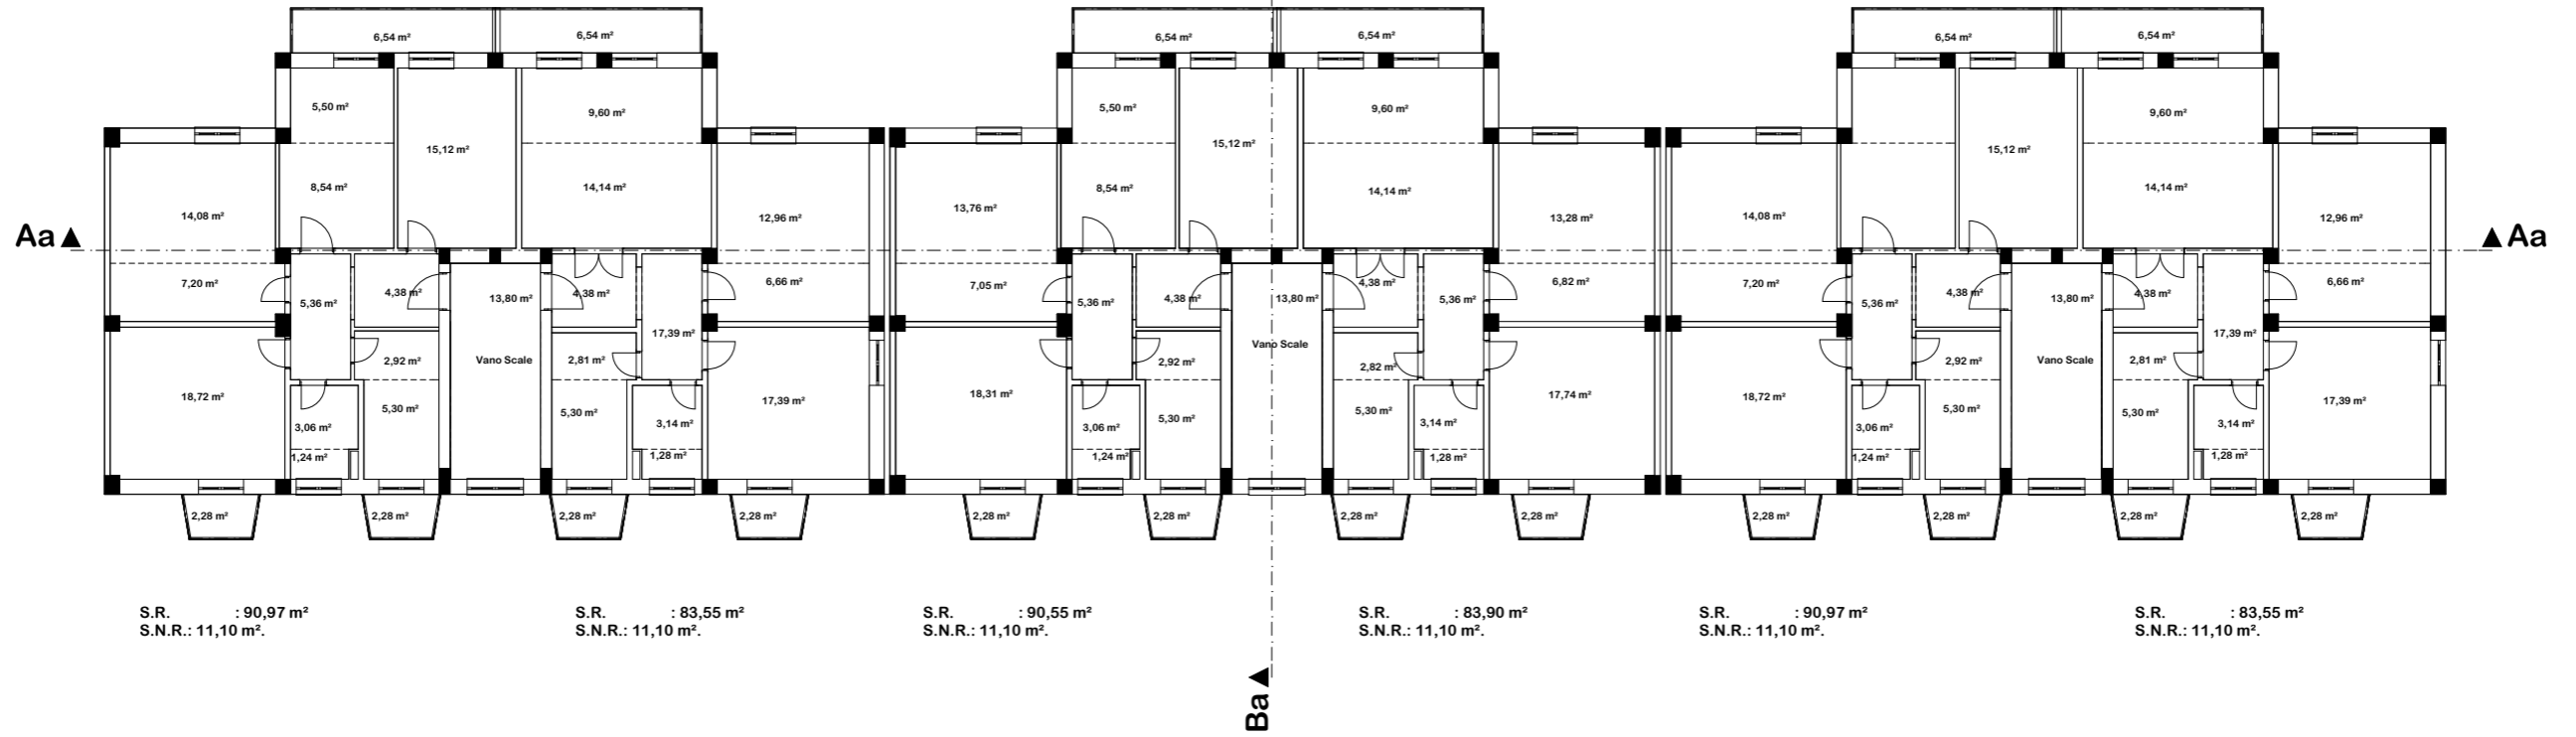 6,54 m² 6,54 m² 6,54 m² 6,54 m² 6,54 m² 6,54 m²
5,50 m² 9,60 m² 5,50 m² 9,60 m² 9,60 m²
15,12 m² 15,12 m² 15,12 m²
8,54 m² 14,14 m² 8,54 m² 14,14 m² 14,14 m²
14,08 m² 12,96 m² 13,76 m² 13,28 m² 14,08 m² 12,96 m²
Aa Aa
7,20 m² 6,66 m² 7,05 m² 6,82 m² 7,20 m² 6,66 m²
5,36 m² 4,38 m² 13,80 m² 4,38 m² 5,36 m² 4,38 m² 13,80 m² 4,38 m² 5,36 m² 5,36 m² 4,38 m² 13,80 m² 4,38 m²
17,39 m² 17,39 m²
2,92 m² Vano Scale 2,81 m² 2,92 m² Vano Scale 2,82 m² 2,92 m² Vano Scale 2,81 m²
18,72 m² 17,39 m² 18,31 m² 17,74 m² 18,72 m² 17,39 m²
5,30 m² 5,30 m² 5,30 m² 5,30 m² 5,30 m² 5,30 m²
3,06 m² 3,14 m² 3,06 m² 3,14 m² 3,06 m² 3,14 m²
1,24 m² 1,28 m² 1,24 m² 1,28 m² 1,24 m² 1,28 m²
2,28 m² 2,28 m² 2,28 m² 2,28 m² 2,28 m² 2,28 m² 2,28 m² 2,28 m² 2,28 m² 2,28 m² 2,28 m² 2,28 m²
S.R. : 90,97 m²
S.N.R.: 11,10 m².
S.R. : 83,55 m²
S.N.R.: 11,10 m².
S.R. : 90,55 m²
S.N.R.: 11,10 m².
S.R. : 83,90 m²
S.N.R.: 11,10 m².
S.R. : 90,97 m²
S.N.R.: 11,10 m².
S.R. : 83,55 m²
S.N.R.: 11,10 m².
Ba